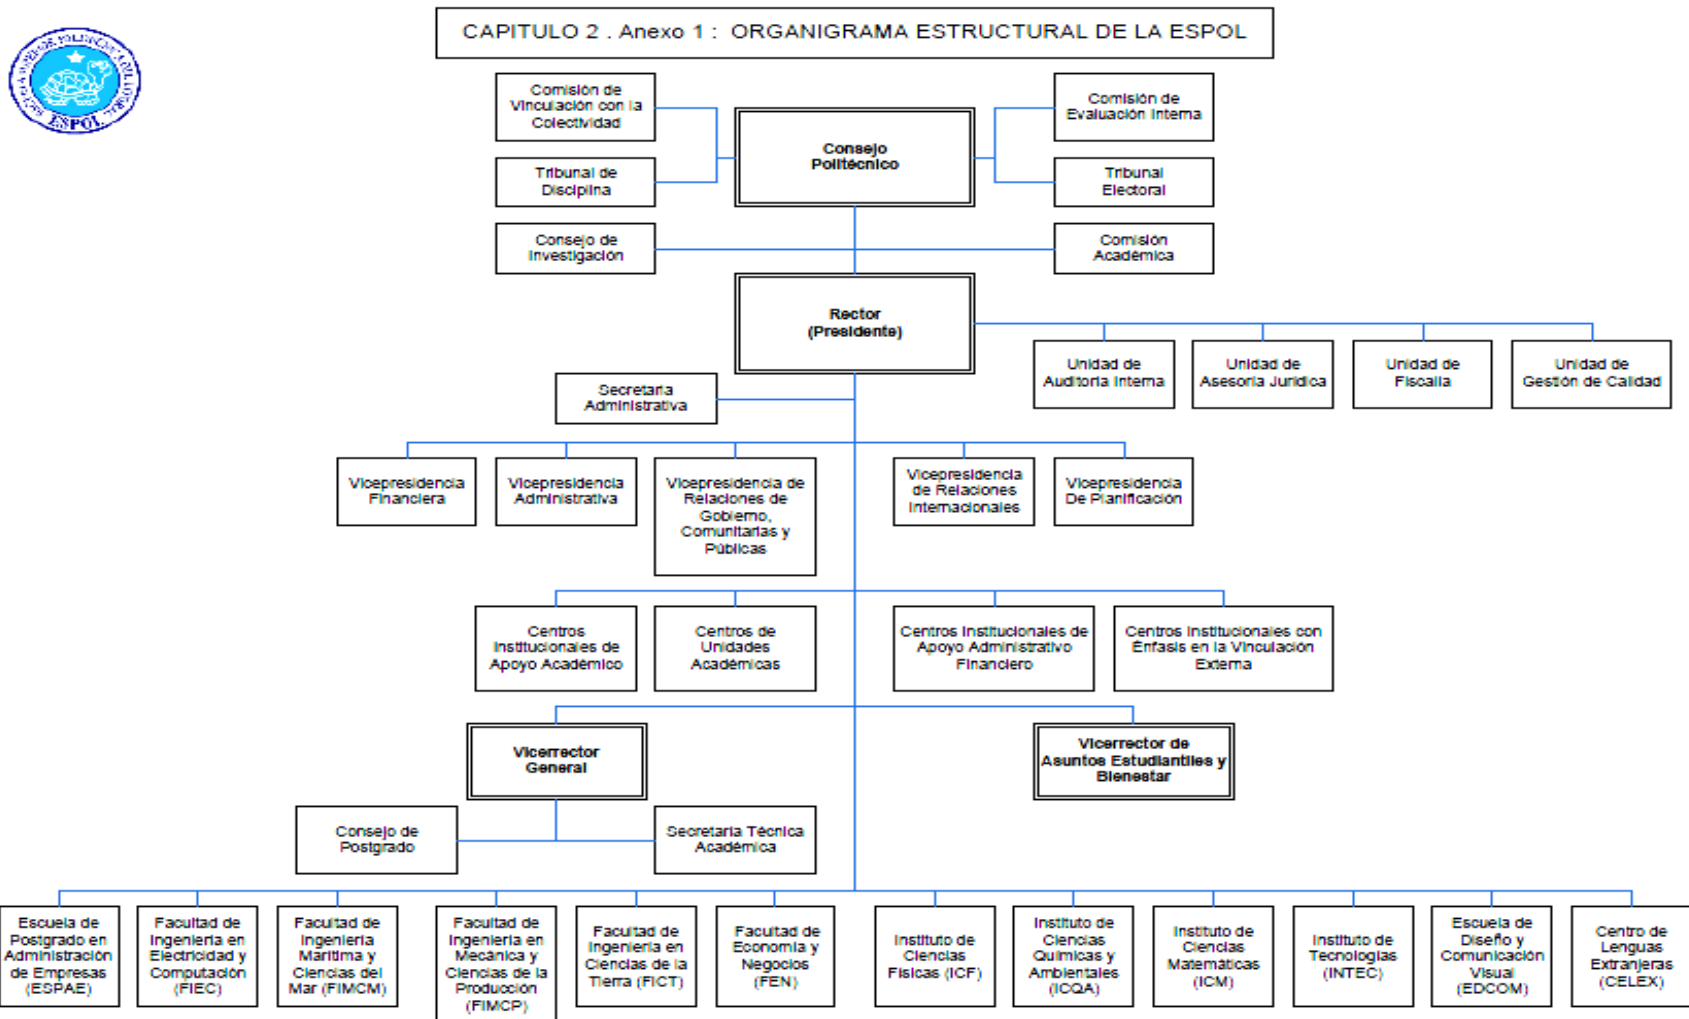 CAPITULO 2 . Anexo 1 : ORGANIGRAMA ESTRUCTURAL DE LA ESPOL
ESPOL
Comisión de
Vinculación con la
Colectividad
Comisión de
Evaluación Interna
Consejo
Politécnico
Tribunal de
Disciplina
Tribunal
Electoral
Consejo de
Investigación
Comisión
Académica
Rector
(Presidente)
Unidad de
Auditoría Interna
Unidad de
Asesoría Jurídica
Unidad de
Fiscalía
Unidad de
Gestión de Calidad
Secretaria
Administrativa
Vicepresidencia
Financiera
Vicepresidencia
Administrativa
Vicepresidencia de
Relaciones de
Gobierno,
Comunitarias y
Públicas
Vicepresidencia
de Relaciones
Internacionales
Vicepresidencia
De Planificación
Centros
Institucionales de
Apoyo Académico
Centros de
Unidades
Académicas
Centros Institucionales de
Apoyo Administrativo
Financiero
Centros Institucionales con
Énfasis en la Vinculación
Externa
Vicerrector
General
Vicerrector de
Asuntos Estudiantiles y
Bienestar
Consejo de
Postgrado
Secretaria Técnica
Académica
Escuela de
Postgrado en
Administración
de Empresas
(ESPAE)
Facultad de
Ingeniería en
Electricidad y
Computación
(FIEC)
Facultad de
Ingeniería
Marítima y
Ciencias del
Mar (FIMCM)
Facultad de
Ingeniería en
Mecánica y
Ciencias de la
Producción
(FIMCP)
Facultad de
Ingeniería en
Ciencias de la
Tierra (FICT)
Facultad de
Economía y
Negocios
(FEN)
Instituto de
Ciencias
Físicas (ICF)
Instituto de
Ciencias
Químicas y
Ambientales
(ICQA)
Instituto de
Ciencias
Matemáticas
(ICM)
Instituto de
Tecnologías
(INTEC)
Escuela de
Diseño y
Comunicación
Visual
(EDCOM)
Centro de
Lenguas
Extranjeras
(CELEX)